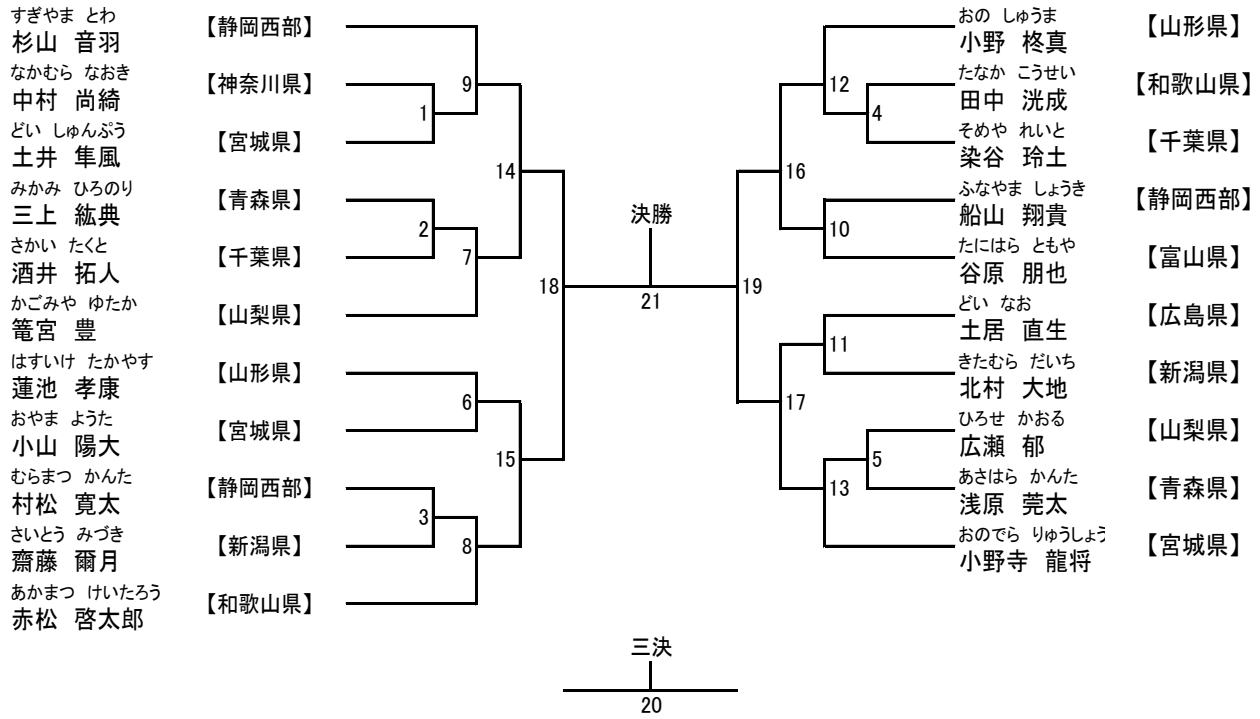 すぎやま とわ
杉山 音羽 【静岡西部】
なかむら なおき
中村 尚綺 【神奈川県】
どい しゅんぷう
土井 隼風 【宮城県】
みかみ ひろのり
三上 紘典 【青森県】
さかい たくと
酒井 拓人 【千葉県】
かごみや ゆたか
篭宮 豊 【山梨県】
はすいけ たかやす
蓮池 孝康 【山形県】
おやま ようた
小山 陽大 【宮城県】
むらまつ かんた
村松 寛太 【静岡西部】
さいとう みづき
齋藤 爾月 【新潟県】
あかまつ けいたろう
赤松 啓太郎 【和歌山県】
1
2
3
9
7
6
8
14
15
18
決勝
21
19
16
17
12
10
11
13
4
5
おの しゅうま
小野 柊真 【山形県】
たなか こうせい
田中 洸成 【和歌山県】
そめや れいと
染谷 玲土 【千葉県】
ふなやま しょうき
船山 翔貴 【静岡西部】
たにはら ともや
谷原 朋也 【富山県】
どい なお
土居 直生 【広島県】
きたむら だいち
北村 大地 【新潟県】
ひろせ かおる
広瀬 郁 【山梨県】
あさはら かんた
浅原 莞太 【青森県】
おのでら りゅうしょう
小野寺 龍将 【宮城県】
三決
20